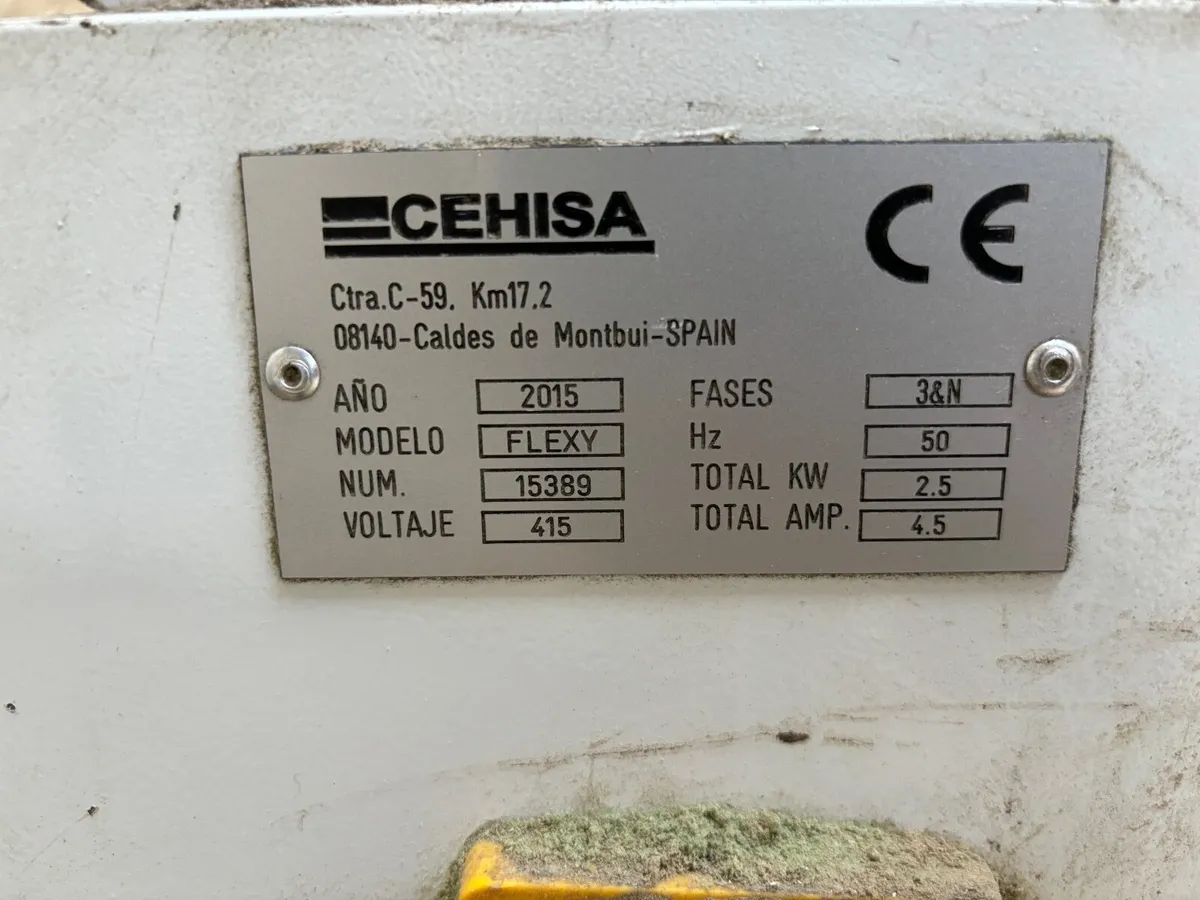 CEHISA
CE
Ctra.C-59. Km17.2
08140-Caldes de Montbui-SPAIN
AÑO 2015 FASES 3&N
MODELO FLEXY Hz 50
NUM. 15389 TOTAL KW 2.5
VOLTAJE 415 TOTAL AMP. 4.5